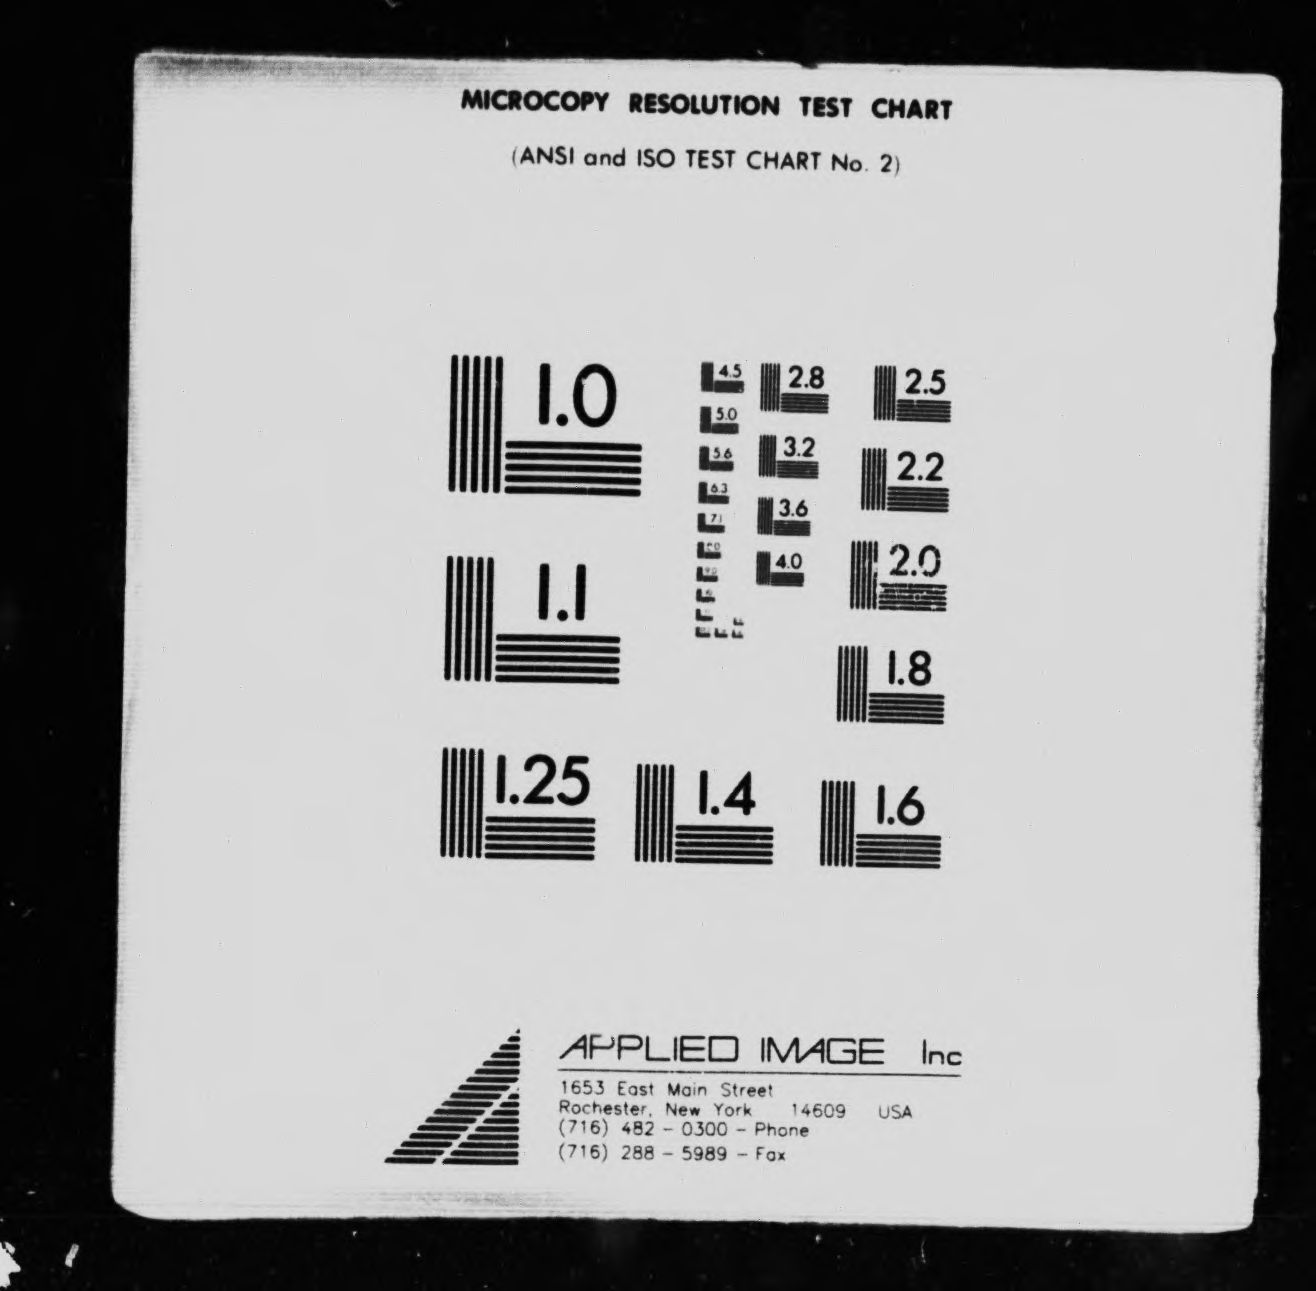 MICROCOPY RESOLUTION TEST CHART
(ANSI and ISO TEST CHART No. 2)
1.0
4.5
2.8
2.5
5.0
3.2
2.2
5.6
6.3
3.6
7.1
4.0
2.0
1.1
1.8
1.25
1.4
1.6
APPLIED IMAGE Inc
1653 East Main Street
Rochester, New York 14609 USA
(716) 482 - 0300 - Phone
(716) 288 - 5989 - Fax